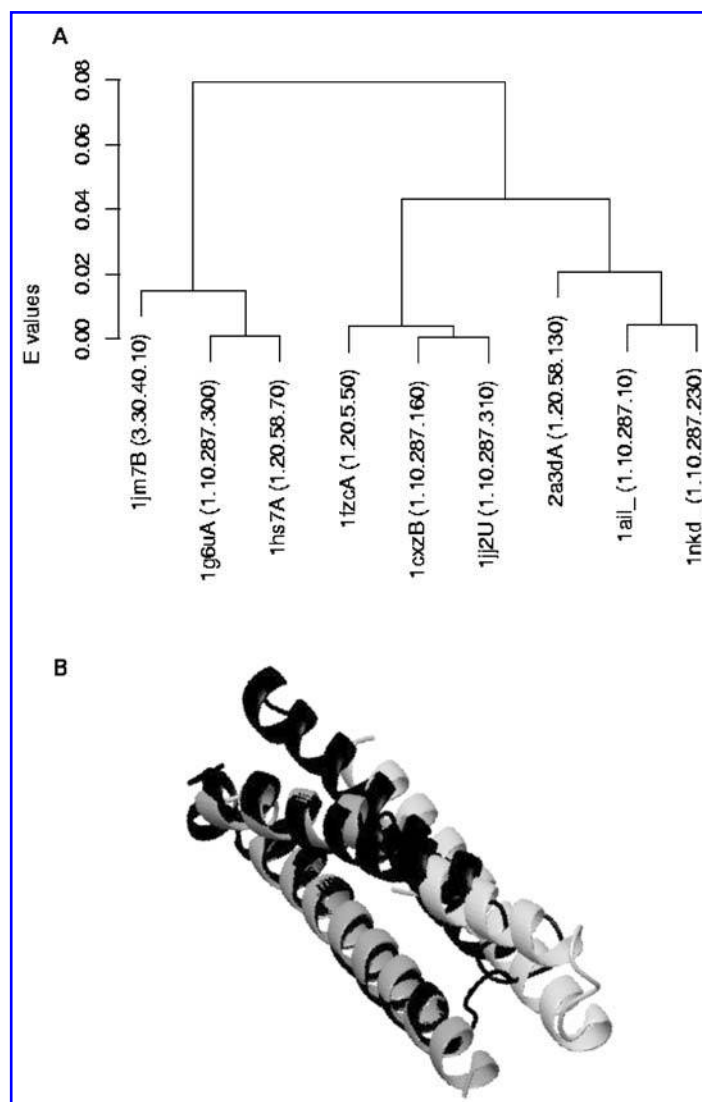 A
E values
0.08
0.06
0.04
0.02
0.00
1jm7B (3.30.40.10)
1g6uA (1.10.287.300)
1hs7A (1.20.58.70)
1fzcA (1.20.5.50)
1cxzB (1.10.287.160)
1jj2U (1.10.287.310)
2a3dA (1.20.58.130)
1ail_ (1.10.287.10)
1nkd_ (1.10.287.230)
B